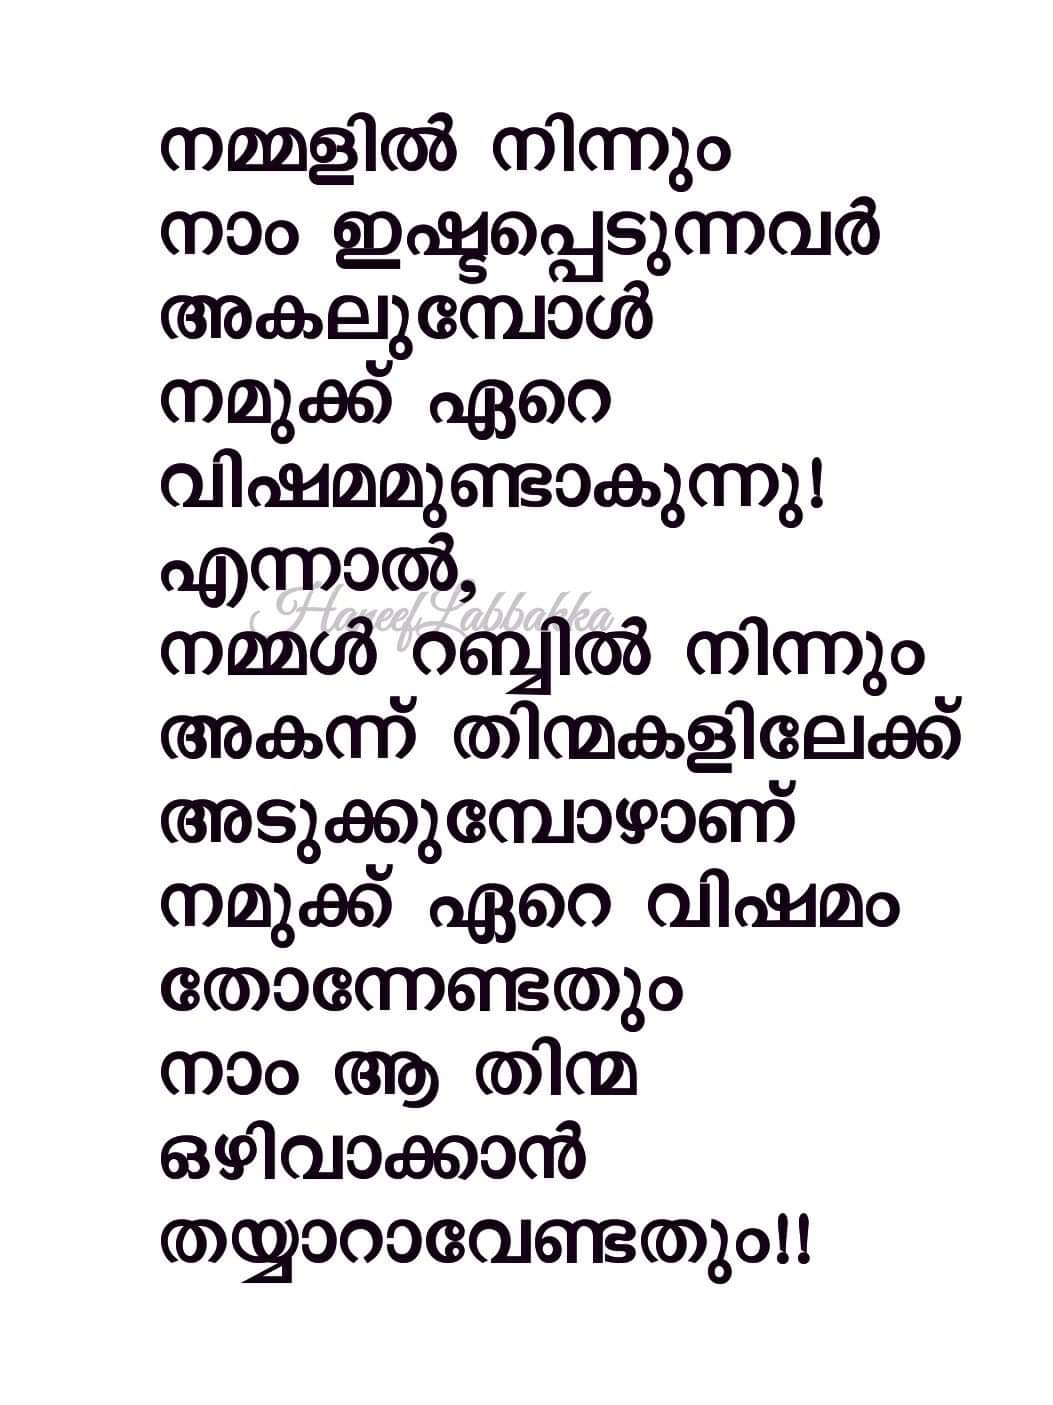 നമ്മളിൽ നിന്നും
നാം ഇഷ്ടപ്പെടുന്നവർ
അകലുമ്പോൾ
നമുക്ക് ഏറെ
വിഷമമുണ്ടാകുന്നു!
എന്നാൽ,
HaneefLabbakka
നമ്മൾ റബ്ബിൽ നിന്നും
അകന്ന് തിന്മകളിലേക്ക്
അടുക്കുമ്പോഴാണ്
നമുക്ക് ഏറെ വിഷമം
തോന്നേണ്ടതും
നാം ആ തിന്മ
ഒഴിവാക്കാൻ
തയ്യാറാവേണ്ടതും!!